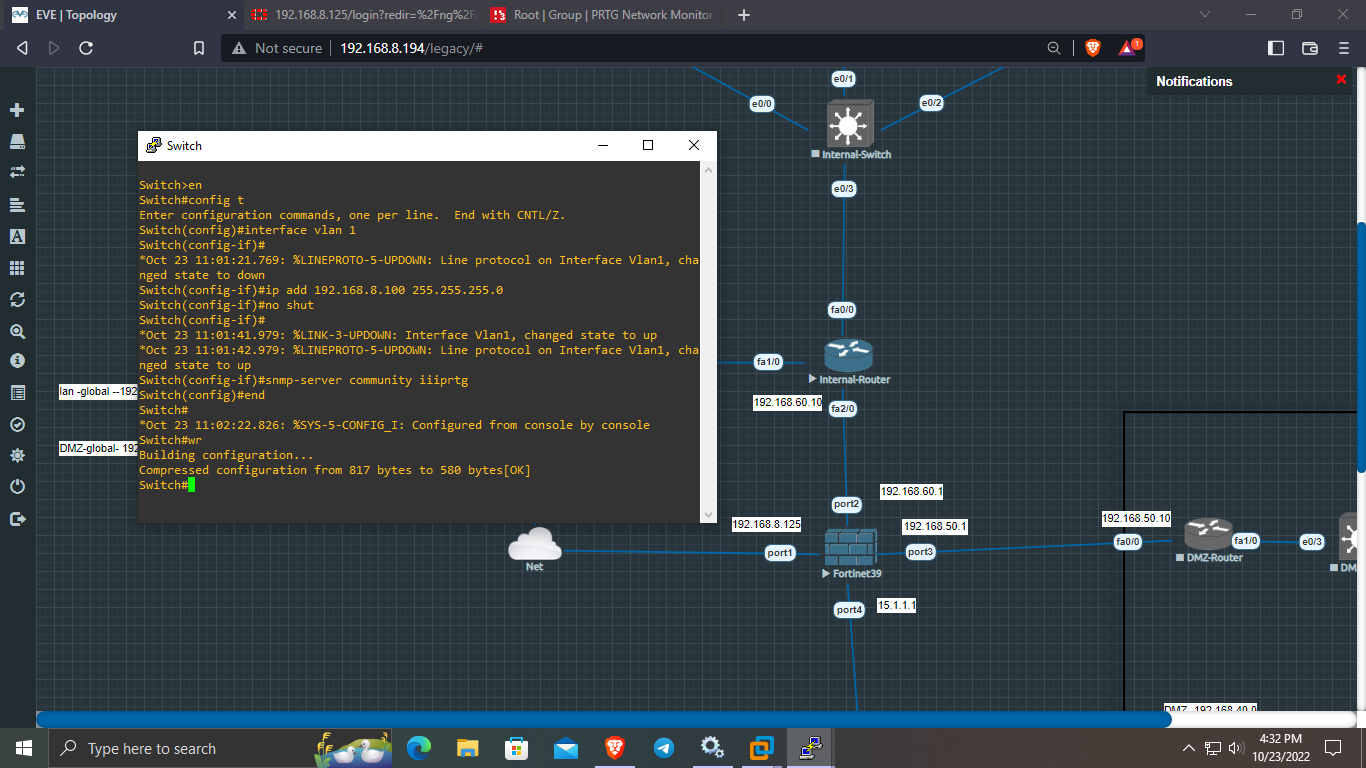 EVE | Topology
192.168.8.125/login?redir=%2Fng%2F
Root | Group | PRTG Network Monitor
Not secure
192.168.8.194/legacy/#
1
Notifications
e0/1
e0/0
e0/2
Internal-Switch
e0/3
Switch
Switch>en
Switch#config t
Enter configuration commands, one per line.  End with CNTL/Z.
Switch(config)#interface vlan 1
Switch(config-if)#
*Oct 23 11:01:21.769: %LINEPROTO-5-UPDOWN: Line protocol on Interface Vlan1, cha
nged state to down
Switch(config-if)#ip add 192.168.8.100 255.255.255.0
Switch(config-if)#no shut
Switch(config-if)#
*Oct 23 11:01:41.979: %LINK-3-UPDOWN: Interface Vlan1, changed state to up
*Oct 23 11:01:42.979: %LINEPROTO-5-UPDOWN: Line protocol on Interface Vlan1, cha
nged state to up
Switch(config-if)#snmp-server community iiiprtg
Switch(config)#end
Switch#
*Oct 23 11:02:22.826: %SYS-5-CONFIG_I: Configured from console by console
Switch#wr
Building configuration...
Compressed configuration from 817 bytes to 580 bytes[OK]
Switch#
fa0/0
fa1/0
Internal-Router
lan -global --192
192.168.60.10
fa2/0
DMZ-global- 192
192.168.60.1
port2
192.168.8.125
192.168.50.1
192.168.50.10
port1
port3
fa0/0
fa1/0
e0/3
Net
Fortinet39
DMZ-Router
DM
port4
15.1.1.1
DMZ 192.168.40.0
Type here to search
4:32 PM
10/23/2022